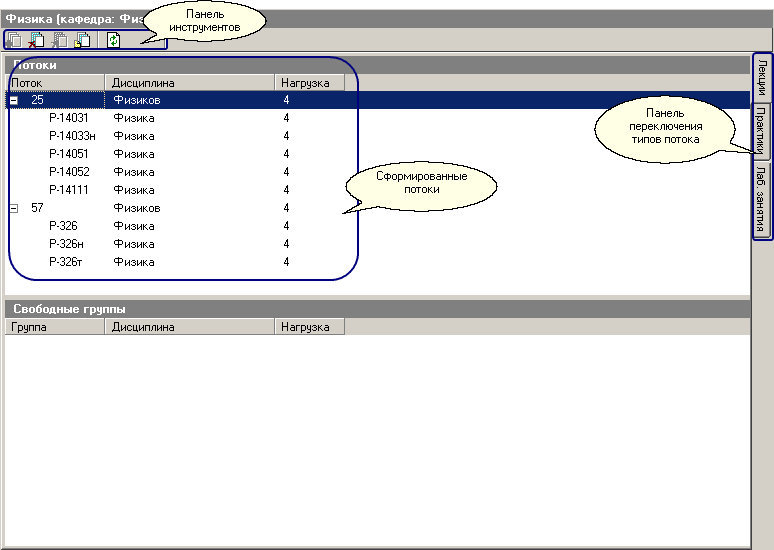 Физика (кафедра: Физ
Панель
инструментов
Потоки
Поток Дисциплина Нагрузка
25 Физиков 4
Р-14031 Физика 4
Р-14033н Физика 4
Р-14051 Физика 4
Р-14052 Физика 4
Р-14111 Физика 4
57 Физиков 4
Р-326 Физика 4
Р-326н Физика 4
Р-326т Физика 4
Сформированные
потоки
Панель
переключения
типов потока
Лекции
Практики
Лаб. занятия
Свободные группы
Группа Дисциплина Нагрузка